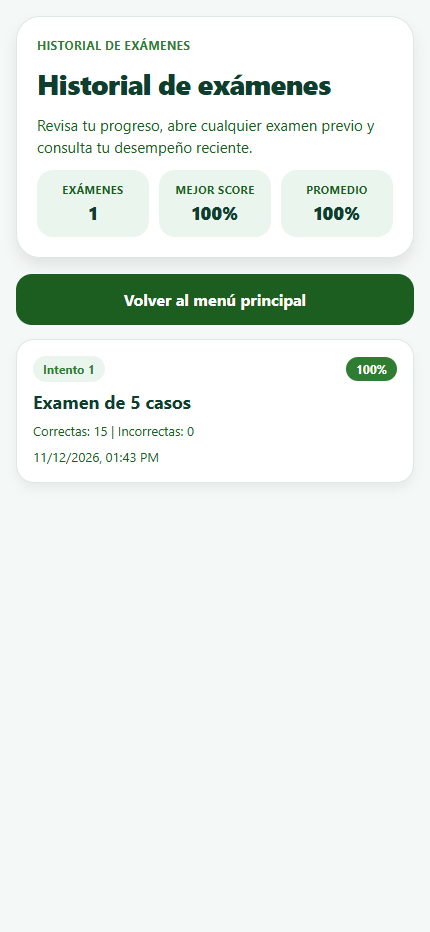 HISTORIAL DE EXÁMENES
Historial de exámenes
Revisa tu progreso, abre cualquier examen previo y
consulta tu desempeño reciente.
EXÁMENES
1
MEJOR SCORE
100%
PROMEDIO
100%
Volver al menú principal
Intento 1
100%
Examen de 5 casos
Correctas: 15 | Incorrectas: 0
11/12/2026, 01:43 PM